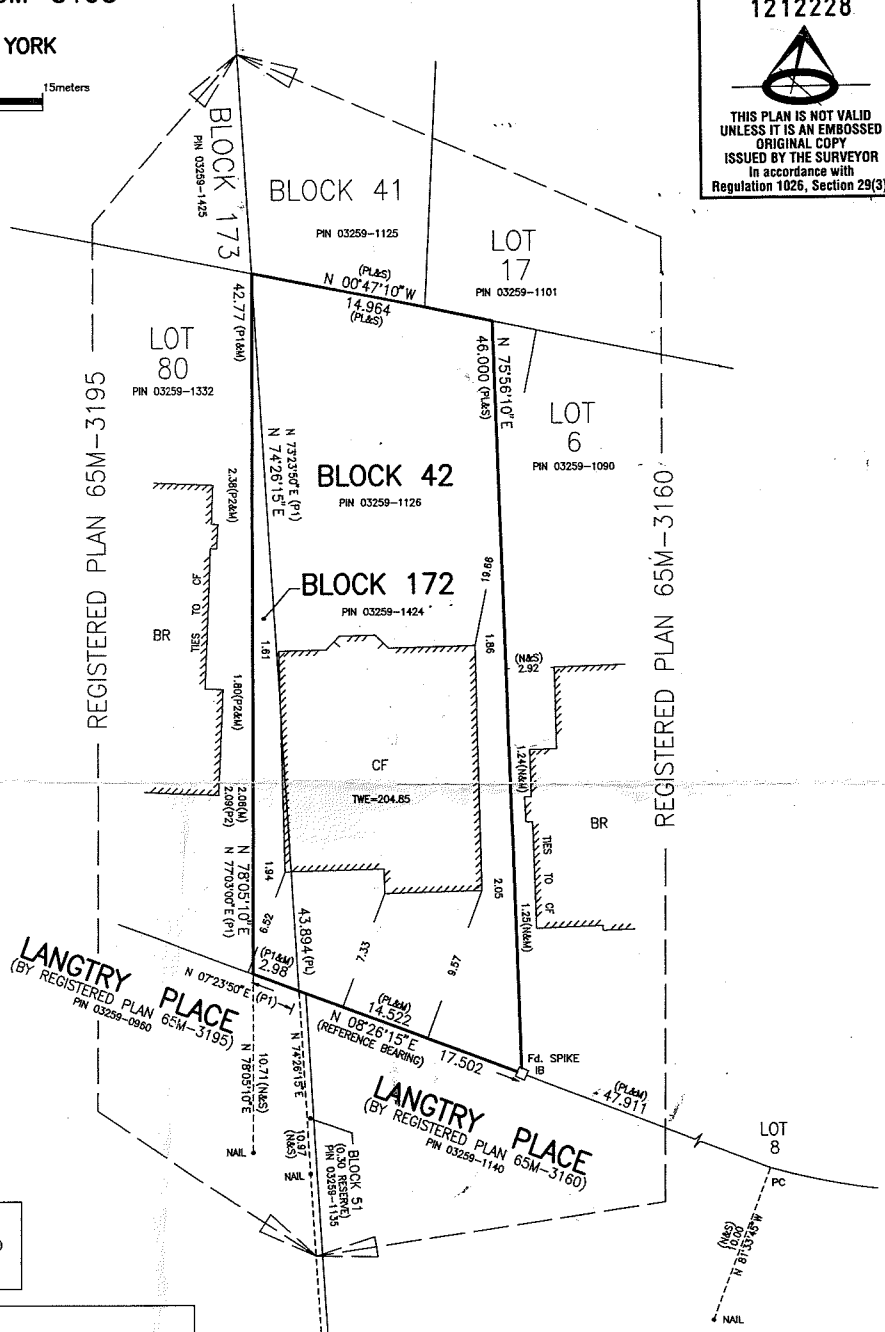 YORK
15meters
1212228
THIS PLAN IS NOT VALID
UNLESS IT IS AN EMBOSSED
ORIGINAL COPY
ISSUED BY THE SURVEYOR
In accordance with
Regulation 1026, Section 29(3)
BLOCK 173
PIN 03259-1425
BLOCK 41
PIN 03259-1125
LOT
17
PIN 03259-1101
(PL&S)
N 00°47'10"W
14.964
(PL&S)
42.77 (P1&M)
LOT
80
PIN 03259-1332
N 75°56'10"E
46.000 (PL&S)
LOT
6
PIN 03259-1090
REGISTERED PLAN 65M-3195
REGISTERED PLAN 65M-3160
N 73°23'50"E (P1)
N 74°26'15"E
BLOCK 42
PIN 03259-1126
2.38(P2&M)
BLOCK 172
PIN 03259-1424
19.68
TIES TO CF
BR
1.61
1.86
(N&S)
2.92
1.80(P2&M)
CF
TWE=204.85
1.24(N&M)
BR
TIES TO CF
2.08(M)
2.09(P2)
N 78°05'10"E
N 77°03'00"E (P1)
1.94
6.52
43.894(PL)
2.05
1.25(N&M)
7.33
9.57
(P1&M)
2.98
N 07°23'50"E (P1)
(PL&M)
14.522
N 08°26'15"E
(REFERENCE BEARING)
17.502
Fd. SPIKE
IB
LANGTRY PLACE
(BY REGISTERED PLAN 65M-3195)
PIN 03259-0980
LANGTRY PLACE
(BY REGISTERED PLAN 65M-3160)
PIN 03259-1140
(PL&M)
47.911
10.71(N&S)
N 78°05'10"E
NAIL
N 74°26'15"E
10.97
(N&S)
NAIL
BLOCK 51
(0.30 RESERVE)
PIN 03259-1135
LOT
8
PC
(N&S)
10.00
N 81°33'45"W
NAIL